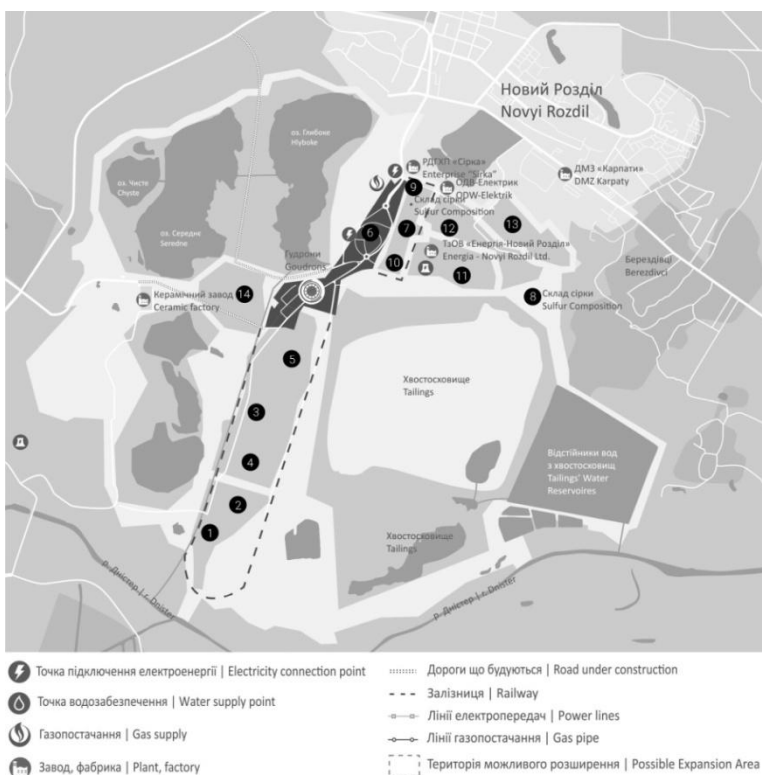 Новий Розділ
Novyi Rozdil
оз. Глибоке
Hlyboke
оз. Чисте
Chyste
оз. Середнє
Seredne
РДГХП «Сірка»
Enterprise "Sirka"
ДМЗ «Карпати»
DMZ Karpaty
9
ОДВ-Електрик
ODW-Elektrik
Склад сірки
Sulfur Composition
6
7
12
13
ТзОВ «Енергія-Новий Розділ»
Energia - Novyi Rozdil Ltd.
Гудрони
Goudrons
10
11
Березднвці
Berezdivci
Керамічний завод
Ceramic factory
14
8
Склад сірки
Sulfur Composition
5
Хвостосховище
Tailings
3
4
Відстійники вод
з хвостосховищ
Tailings' Water
Reservoires
2
1
Хвостосховище
Tailings
р. Дністер | r. Dnister
р. Дністер | r. Dnister
Точка підключення електроенергії | Electricity connection point
Точка водозабезпечення | Water supply point
Газопостачання | Gas supply
Завод, фабрика | Plant, factory
Дороги що будуються | Road under construction
Залізниця | Railway
Лінії електропередач | Power lines
Лінії газопостачання | Gas pipe
Територія можливого розширення | Possible Expansion Area